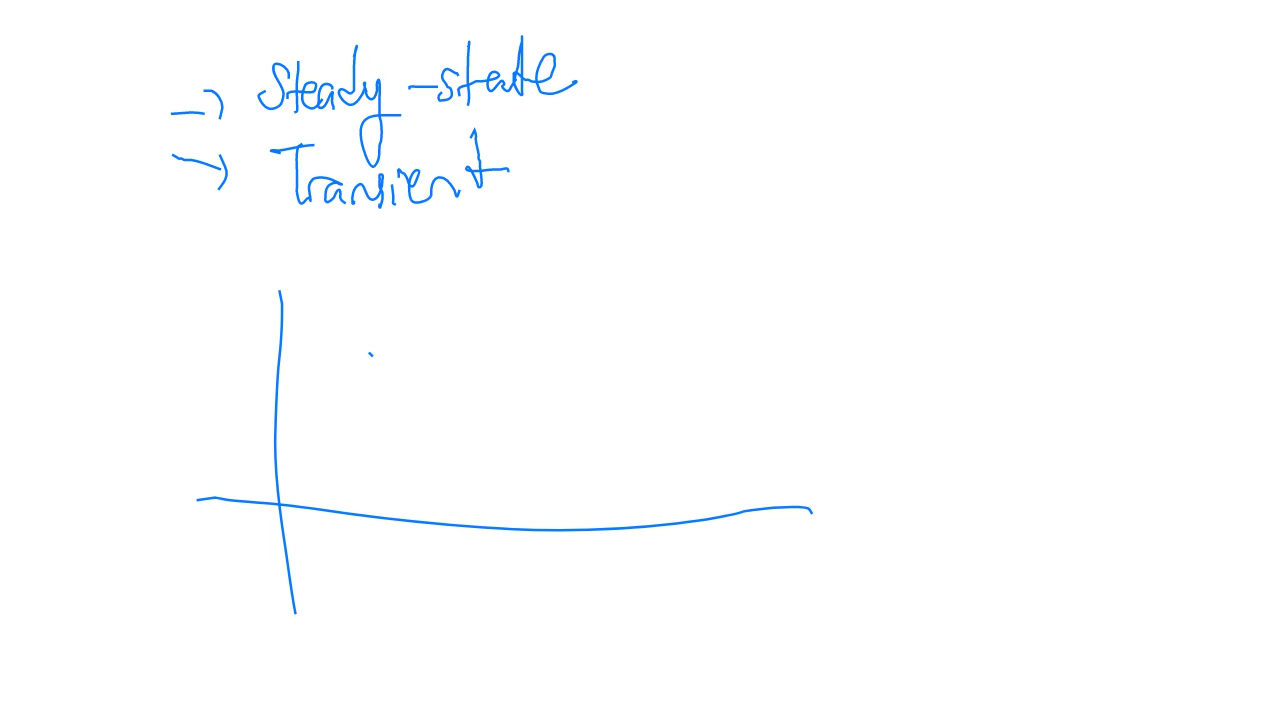 → Steady-state
→ Transient